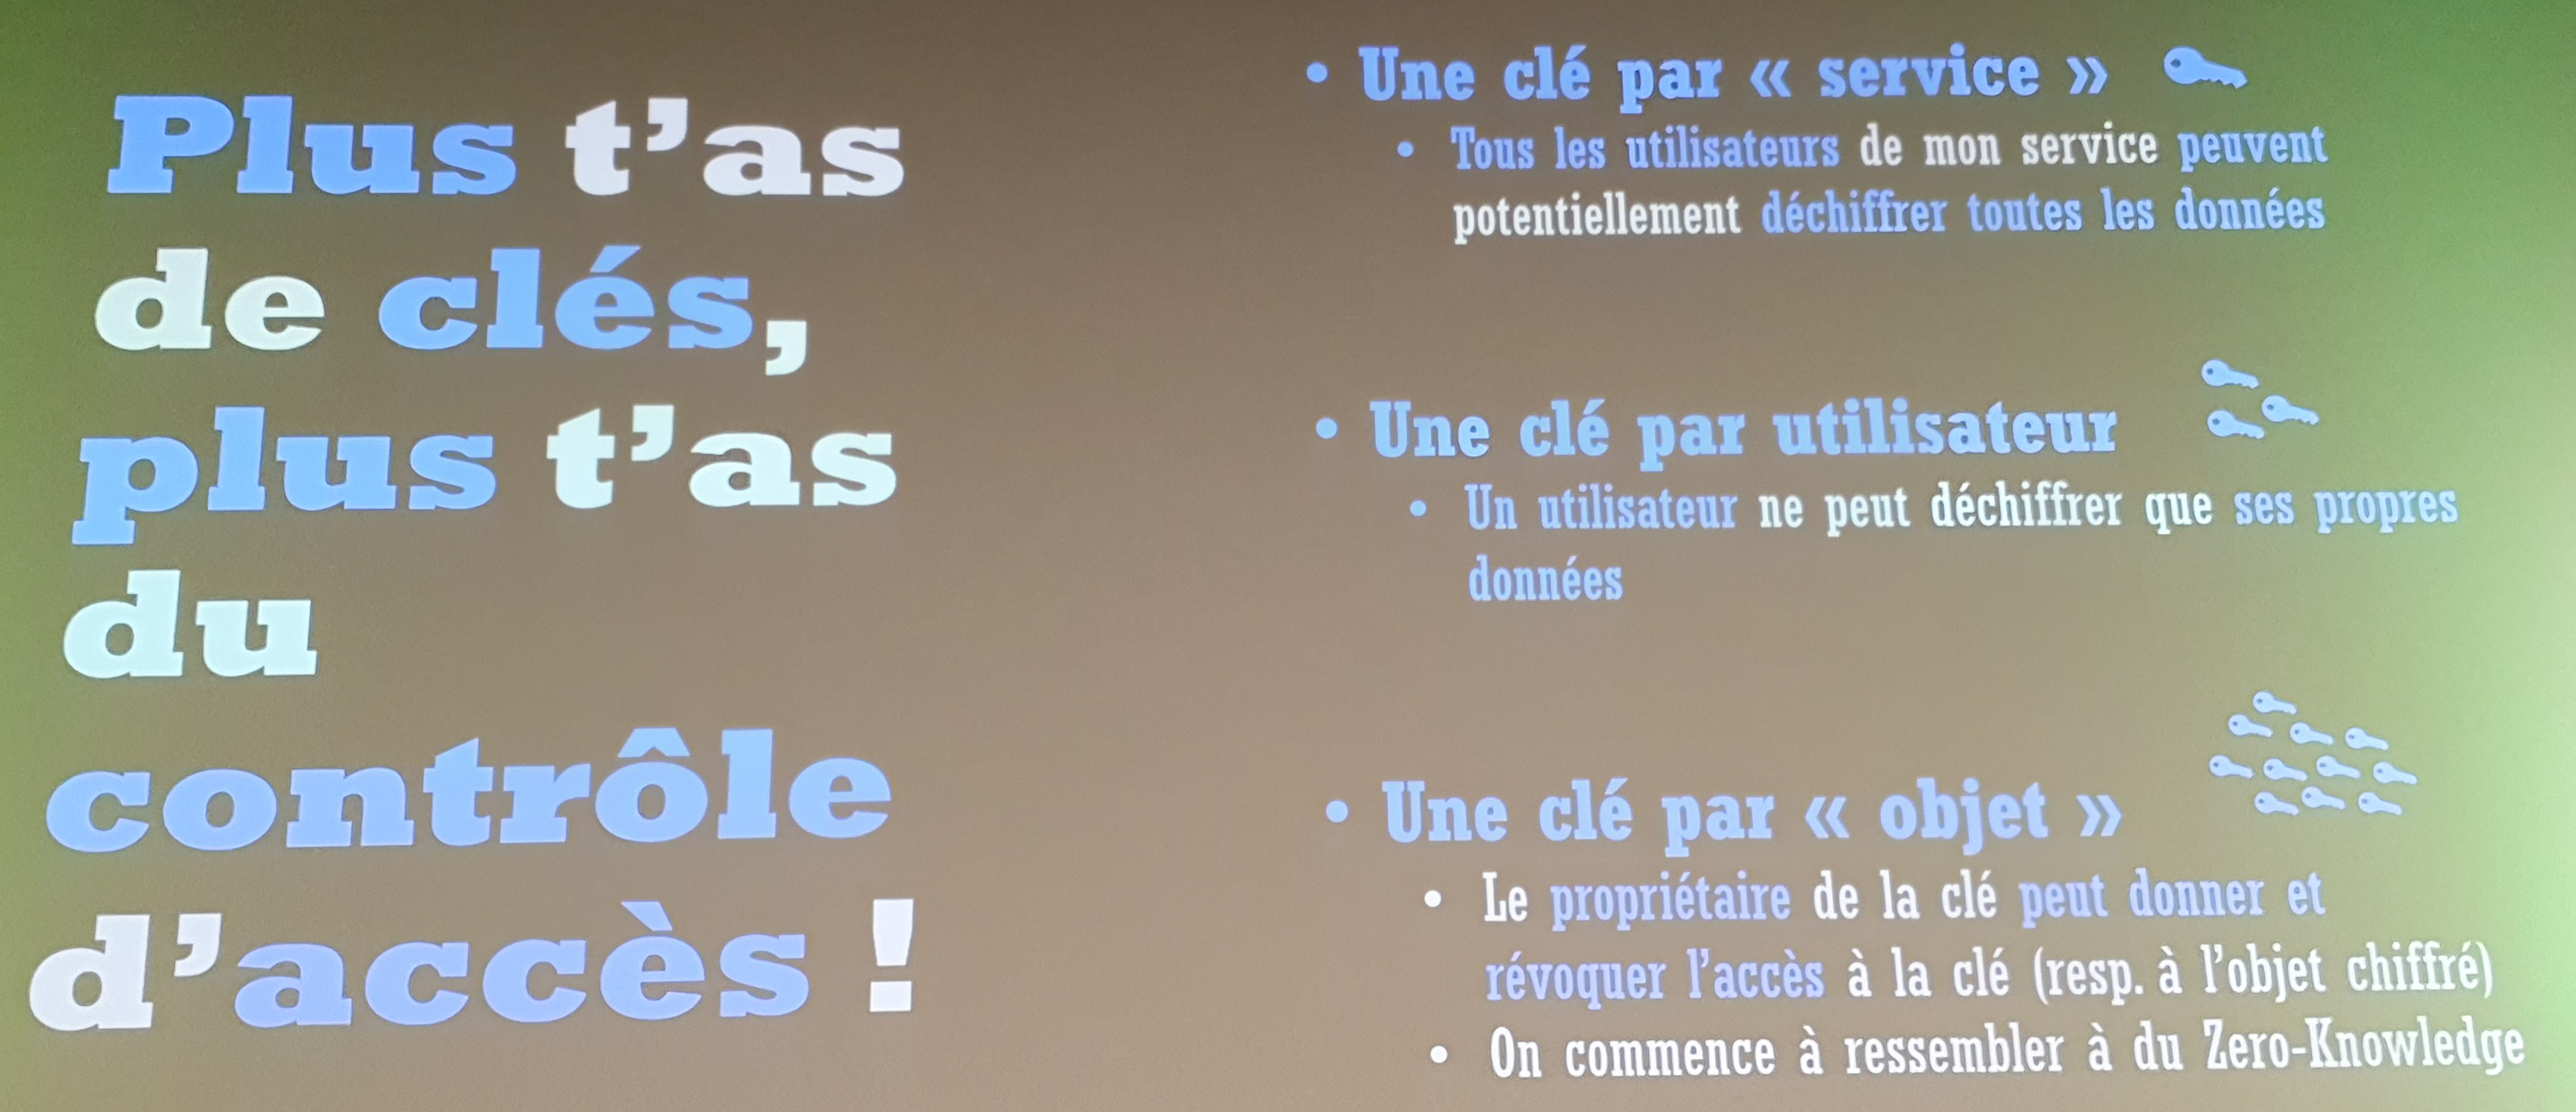 Plus t'as
de clés,
plus t'as
du
contrôle
d'accès !
• Une clé par « service »
• Tous les utilisateurs de mon service peuvent
potentiellement déchiffrer toutes les données
• Une clé par utilisateur
• Un utilisateur ne peut déchiffrer que ses propres
données
• Une clé par « objet »
• Le propriétaire de la clé peut donner et
révoquer l'accès à la clé (resp. à l'objet chiffré)
• On commence à ressembler à du Zero-Knowledge